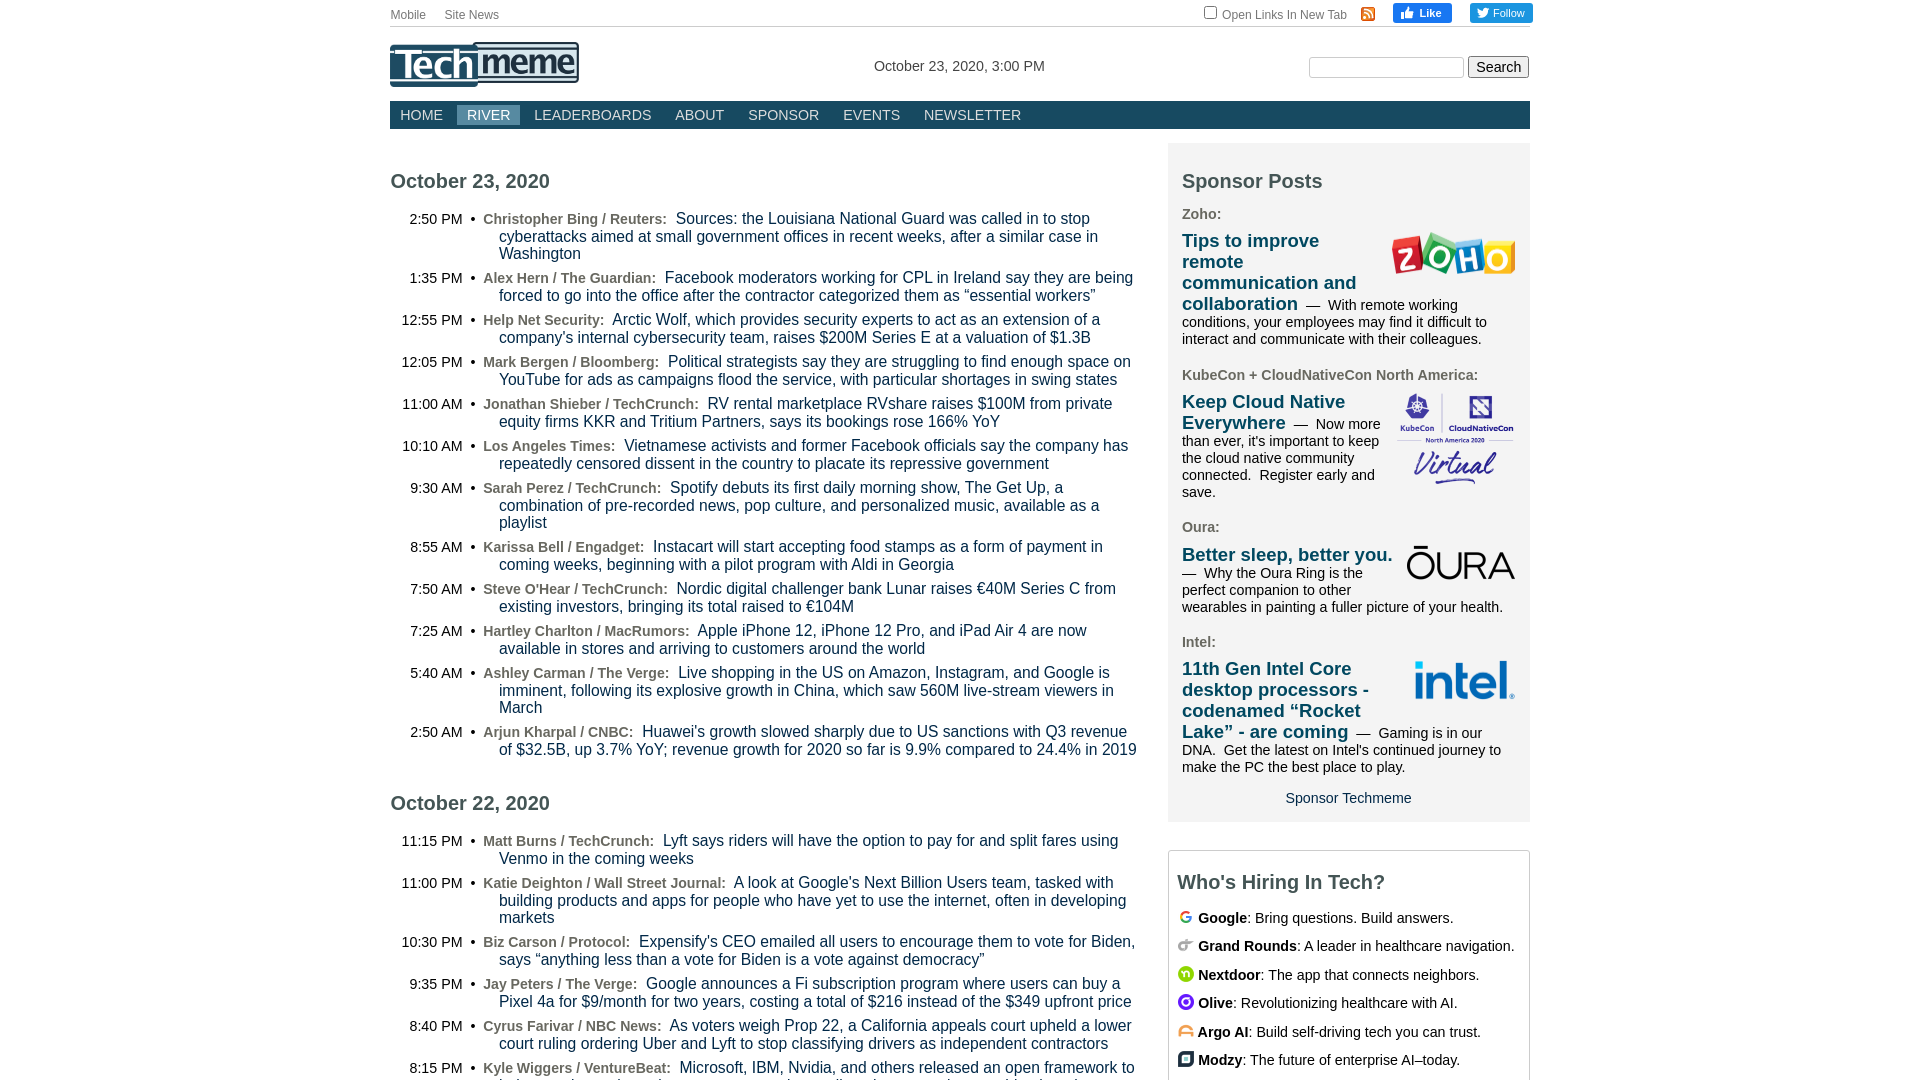 Mobile Site News Open Links In New Tab Like Follow
Techmeme October 23, 2020, 3:00 PM Search
HOME RIVER LEADERBOARDS ABOUT SPONSOR EVENTS NEWSLETTER
October 23, 2020
2:50 PM • Christopher Bing / Reuters: Sources: the Louisiana National Guard was called in to stop
cyberattacks aimed at small government offices in recent weeks, after a similar case in
Washington
1:35 PM • Alex Hern / The Guardian: Facebook moderators working for CPL in Ireland say they are being
forced to go into the office after the contractor categorized them as “essential workers”
12:55 PM • Help Net Security: Arctic Wolf, which provides security experts to act as an extension of a
company's internal cybersecurity team, raises $200M Series E at a valuation of $1.3B
12:05 PM • Mark Bergen / Bloomberg: Political strategists say they are struggling to find enough space on
YouTube for ads as campaigns flood the service, with particular shortages in swing states
11:00 AM • Jonathan Shieber / TechCrunch: RV rental marketplace RVshare raises $100M from private
equity firms KKR and Tritium Partners, says its bookings rose 166% YoY
10:10 AM • Los Angeles Times: Vietnamese activists and former Facebook officials say the company has
repeatedly censored dissent in the country to placate its repressive government
9:30 AM • Sarah Perez / TechCrunch: Spotify debuts its first daily morning show, The Get Up, a
combination of pre-recorded news, pop culture, and personalized music, available as a
playlist
8:55 AM • Karissa Bell / Engadget: Instacart will start accepting food stamps as a form of payment in
coming weeks, beginning with a pilot program with Aldi in Georgia
7:50 AM • Steve O'Hear / TechCrunch: Nordic digital challenger bank Lunar raises €40M Series C from
existing investors, bringing its total raised to €104M
7:25 AM • Hartley Charlton / MacRumors: Apple iPhone 12, iPhone 12 Pro, and iPad Air 4 are now
available in stores and arriving to customers around the world
5:40 AM • Ashley Carman / The Verge: Live shopping in the US on Amazon, Instagram, and Google is
imminent, following its explosive growth in China, which saw 560M live-stream viewers in
March
2:50 AM • Arjun Kharpal / CNBC: Huawei's growth slowed sharply due to US sanctions with Q3 revenue
of $32.5B, up 3.7% YoY; revenue growth for 2020 so far is 9.9% compared to 24.4% in 2019
October 22, 2020
11:15 PM • Matt Burns / TechCrunch: Lyft says riders will have the option to pay for and split fares using
Venmo in the coming weeks
11:00 PM • Katie Deighton / Wall Street Journal: A look at Google's Next Billion Users team, tasked with
building products and apps for people who have yet to use the internet, often in developing
markets
10:30 PM • Biz Carson / Protocol: Expensify's CEO emailed all users to encourage them to vote for Biden,
says “anything less than a vote for Biden is a vote against democracy”
9:35 PM • Jay Peters / The Verge: Google announces a Fi subscription program where users can buy a
Pixel 4a for $9/month for two years, costing a total of $216 instead of the $349 upfront price
8:40 PM • Cyrus Farivar / NBC News: As voters weigh Prop 22, a California appeals court upheld a lower
court ruling ordering Uber and Lyft to stop classifying drivers as independent contractors
8:15 PM • Kyle Wiggers / VentureBeat: Microsoft, IBM, Nvidia, and others released an open framework to
Sponsor Posts
Zoho:
Tips to improve
remote
communication and
collaboration — With remote working
conditions, your employees may find it difficult to
interact and communicate with their colleagues.
ZOHO
KubeCon + CloudNativeCon North America:
Keep Cloud Native
Everywhere — Now more
than ever, it's important to keep
the cloud native community
connected. Register early and
save.
KubeCon CloudNativeCon
North America 2020
Virtual
Oura:
Better sleep, better you.
— Why the Oura Ring is the
perfect companion to other
wearables in painting a fuller picture of your health.
ŌURA
Intel:
11th Gen Intel Core
desktop processors -
codenamed “Rocket
Lake” - are coming — Gaming is in our
DNA. Get the latest on Intel's continued journey to
make the PC the best place to play.
intel
Sponsor Techmeme
Who's Hiring In Tech?
Google: Bring questions. Build answers.
Grand Rounds: A leader in healthcare navigation.
Nextdoor: The app that connects neighbors.
Olive: Revolutionizing healthcare with AI.
Argo AI: Build self-driving tech you can trust.
Modzy: The future of enterprise AI–today.